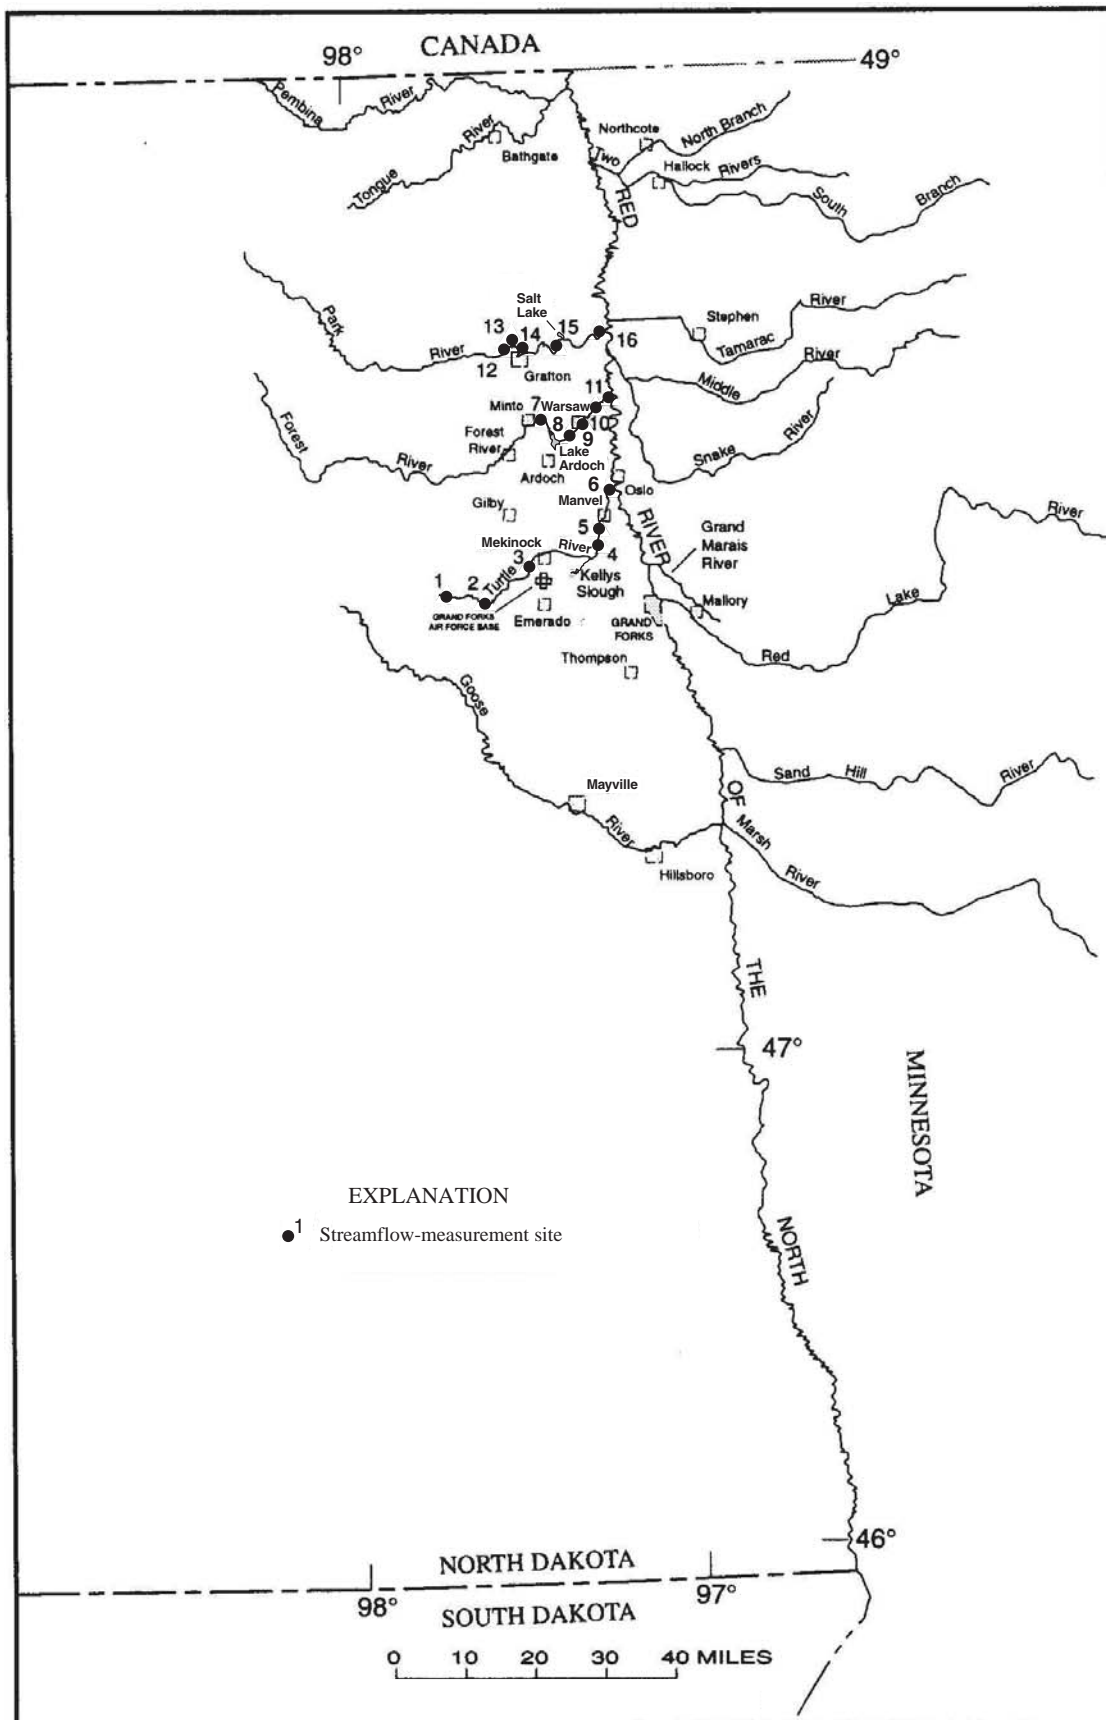 CANADA
98°
49°
Pembina
River
River
Tongue
Bathgate
Northcote
North Branch
Two
Hallock
Rivers
South
Branch
RED
Park
River
Salt
Lake
13
14
15
16
12
Grafton
Stephen
River
Tamarac
River
Middle
11
Minto
7
Warsaw
8
10
9
Forest
River
Forest
River
Lake
Ardoch
Ardoch
Snake
River
6
Oslo
Gilby
Manvel
5
RIVER
Grand
Marais
River
River
Mekinock
River
4
3
Turtle
Kellys
Slough
1
2
GRAND FORKS
AIR FORCE BASE
Emerado
GRAND
FORKS
Mallory
Lake
Red
Thompson
Goose
Sand
Hill
River
Mayville
OF
River
Marsh
River
Hillsboro
THE
47°
MINNESOTA
EXPLANATION
1
Streamflow-measurement site
NORTH
46°
NORTH DAKOTA
98°
97°
SOUTH DAKOTA
0 10 20 30 40 MILES